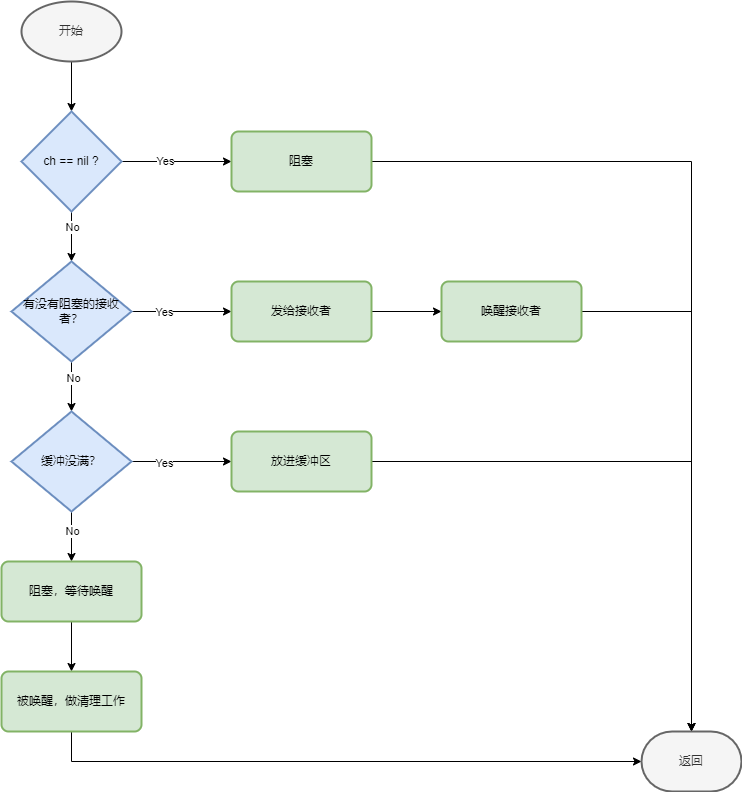 开始
ch == nil ?
Yes
阻塞
No
有没有阻塞的接收
者?
Yes
发给接收者
唤醒接收者
No
缓冲没满?
Yes
放进缓冲区
No
阻塞，等待唤醒
被唤醒，做清理工作
返回